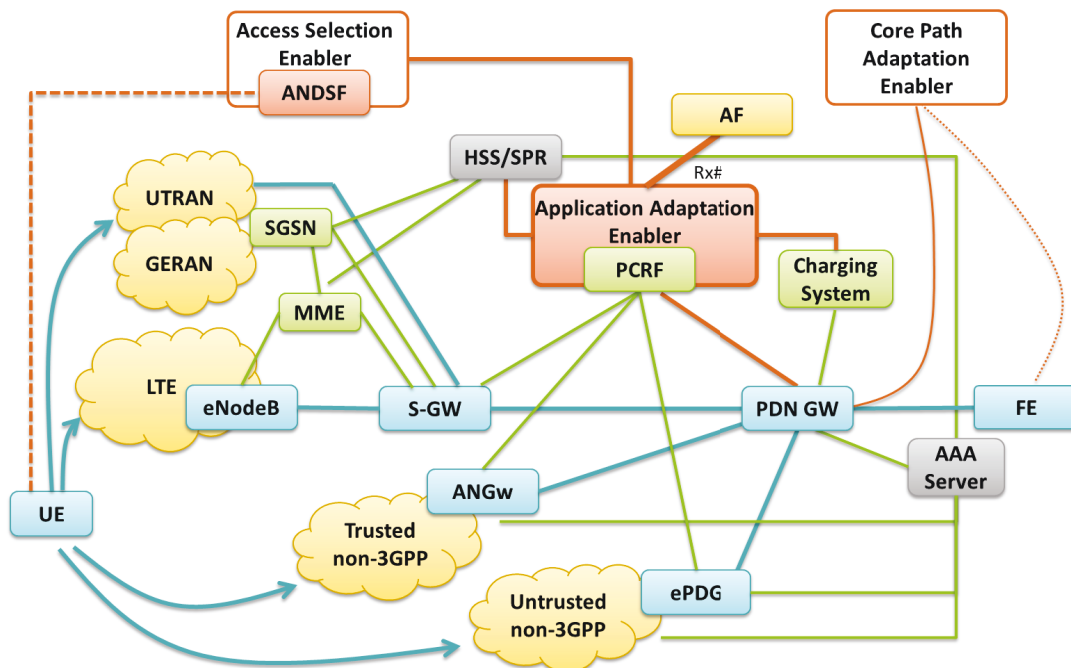 Access Selection
Enabler
ANDSF
Core Path
Adaptation
Enabler
AF
HSS/SPR
Rx#
UTRAN
Application Adaptation
Enabler
SGSN
GERAN
PCRF
Charging
System
MME
LTE
eNodeB
S-GW
PDN GW
FE
AAA
Server
ANGw
UE
Trusted
non-3GPP
ePDG
Untrusted
non-3GPP